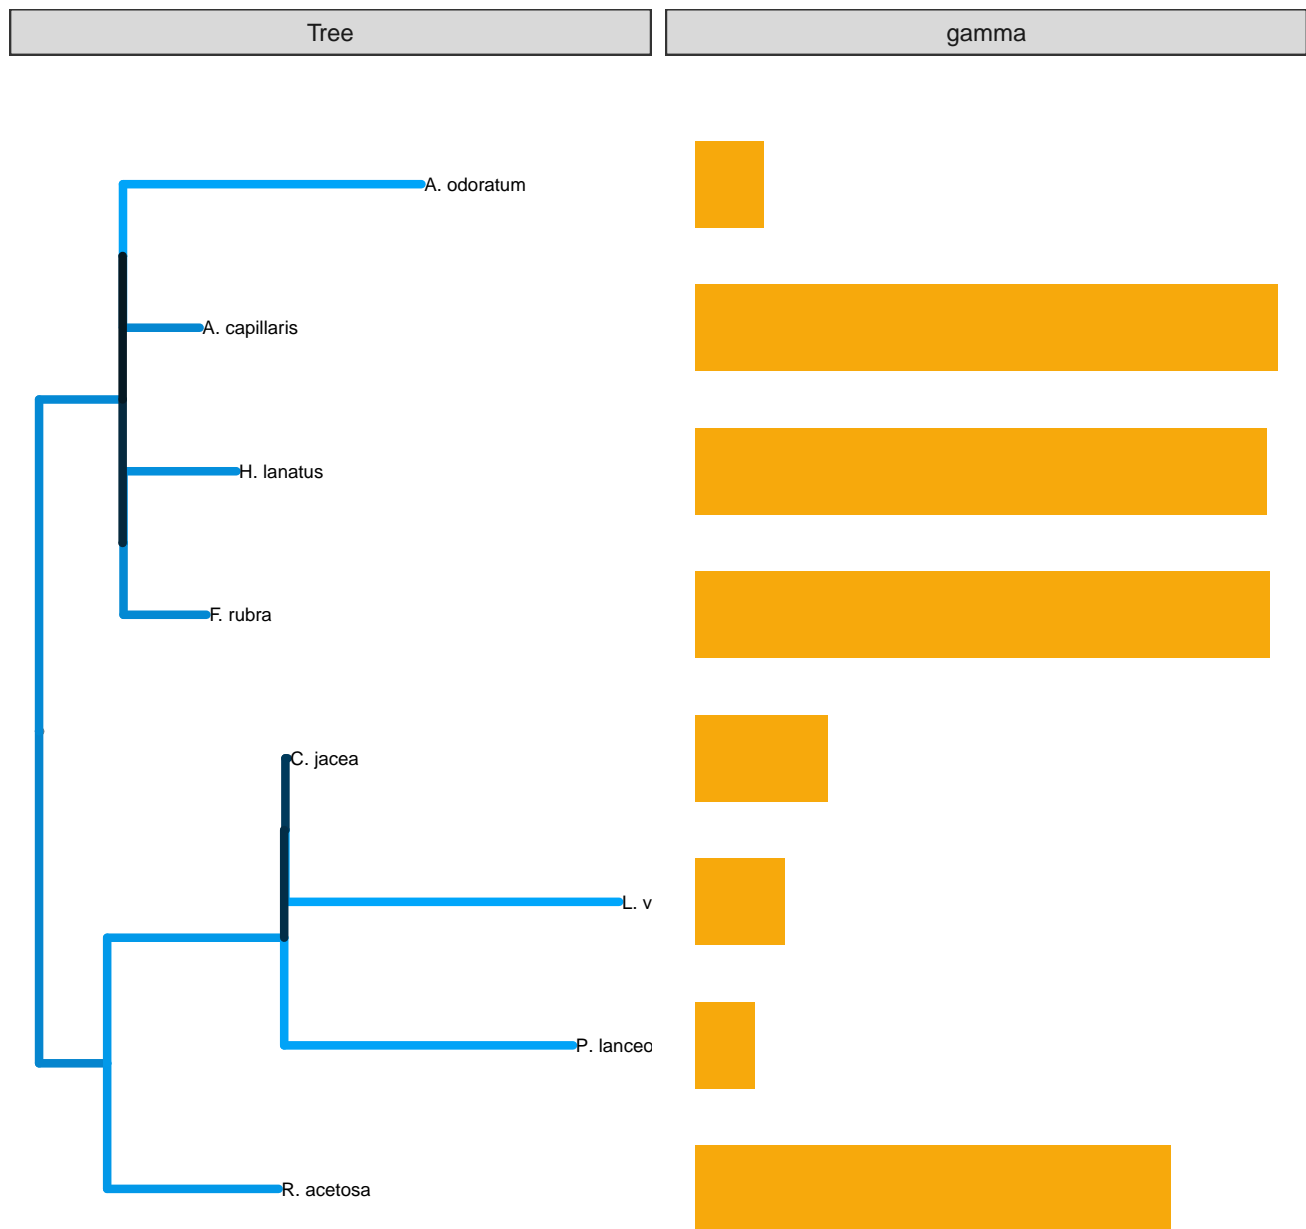 Tree
gamma
A. odoratum
A. capillaris
H. lanatus
F. rubra
C. jacea
L. v
P. lanceo
R. acetosa